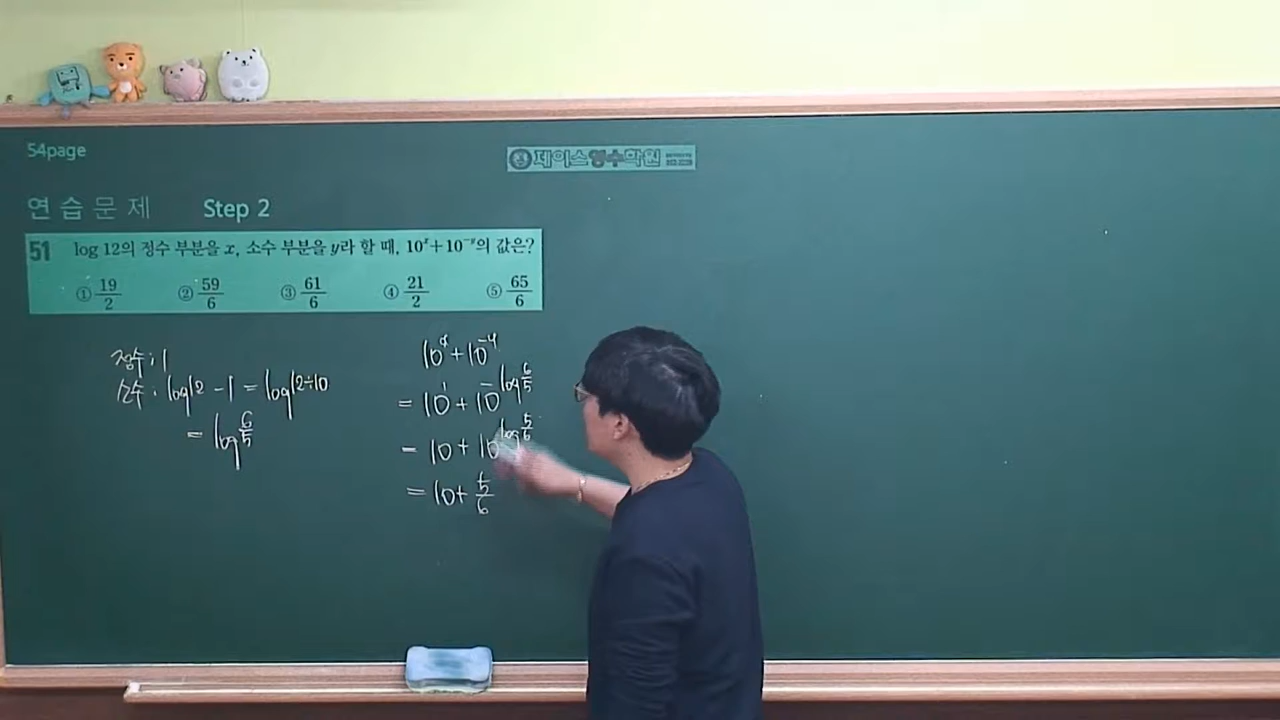 54page
제이스영수학원
연습문제 Step 2
51 log 12의 정수 부분을 x, 소수 부분을 y라 할 때, 10^x+10^-y의 값은?
① 19/2 ② 59/6 ③ 61/6 ④ 21/2 ⑤ 65/6
정수 : 1
소수 : log12 - 1 = log12÷10
= log 6/5
10^x + 10^-y
= 10^1 + 10^-log 6/5
= 10 + 10^log 5/6
= 10 + 5/6